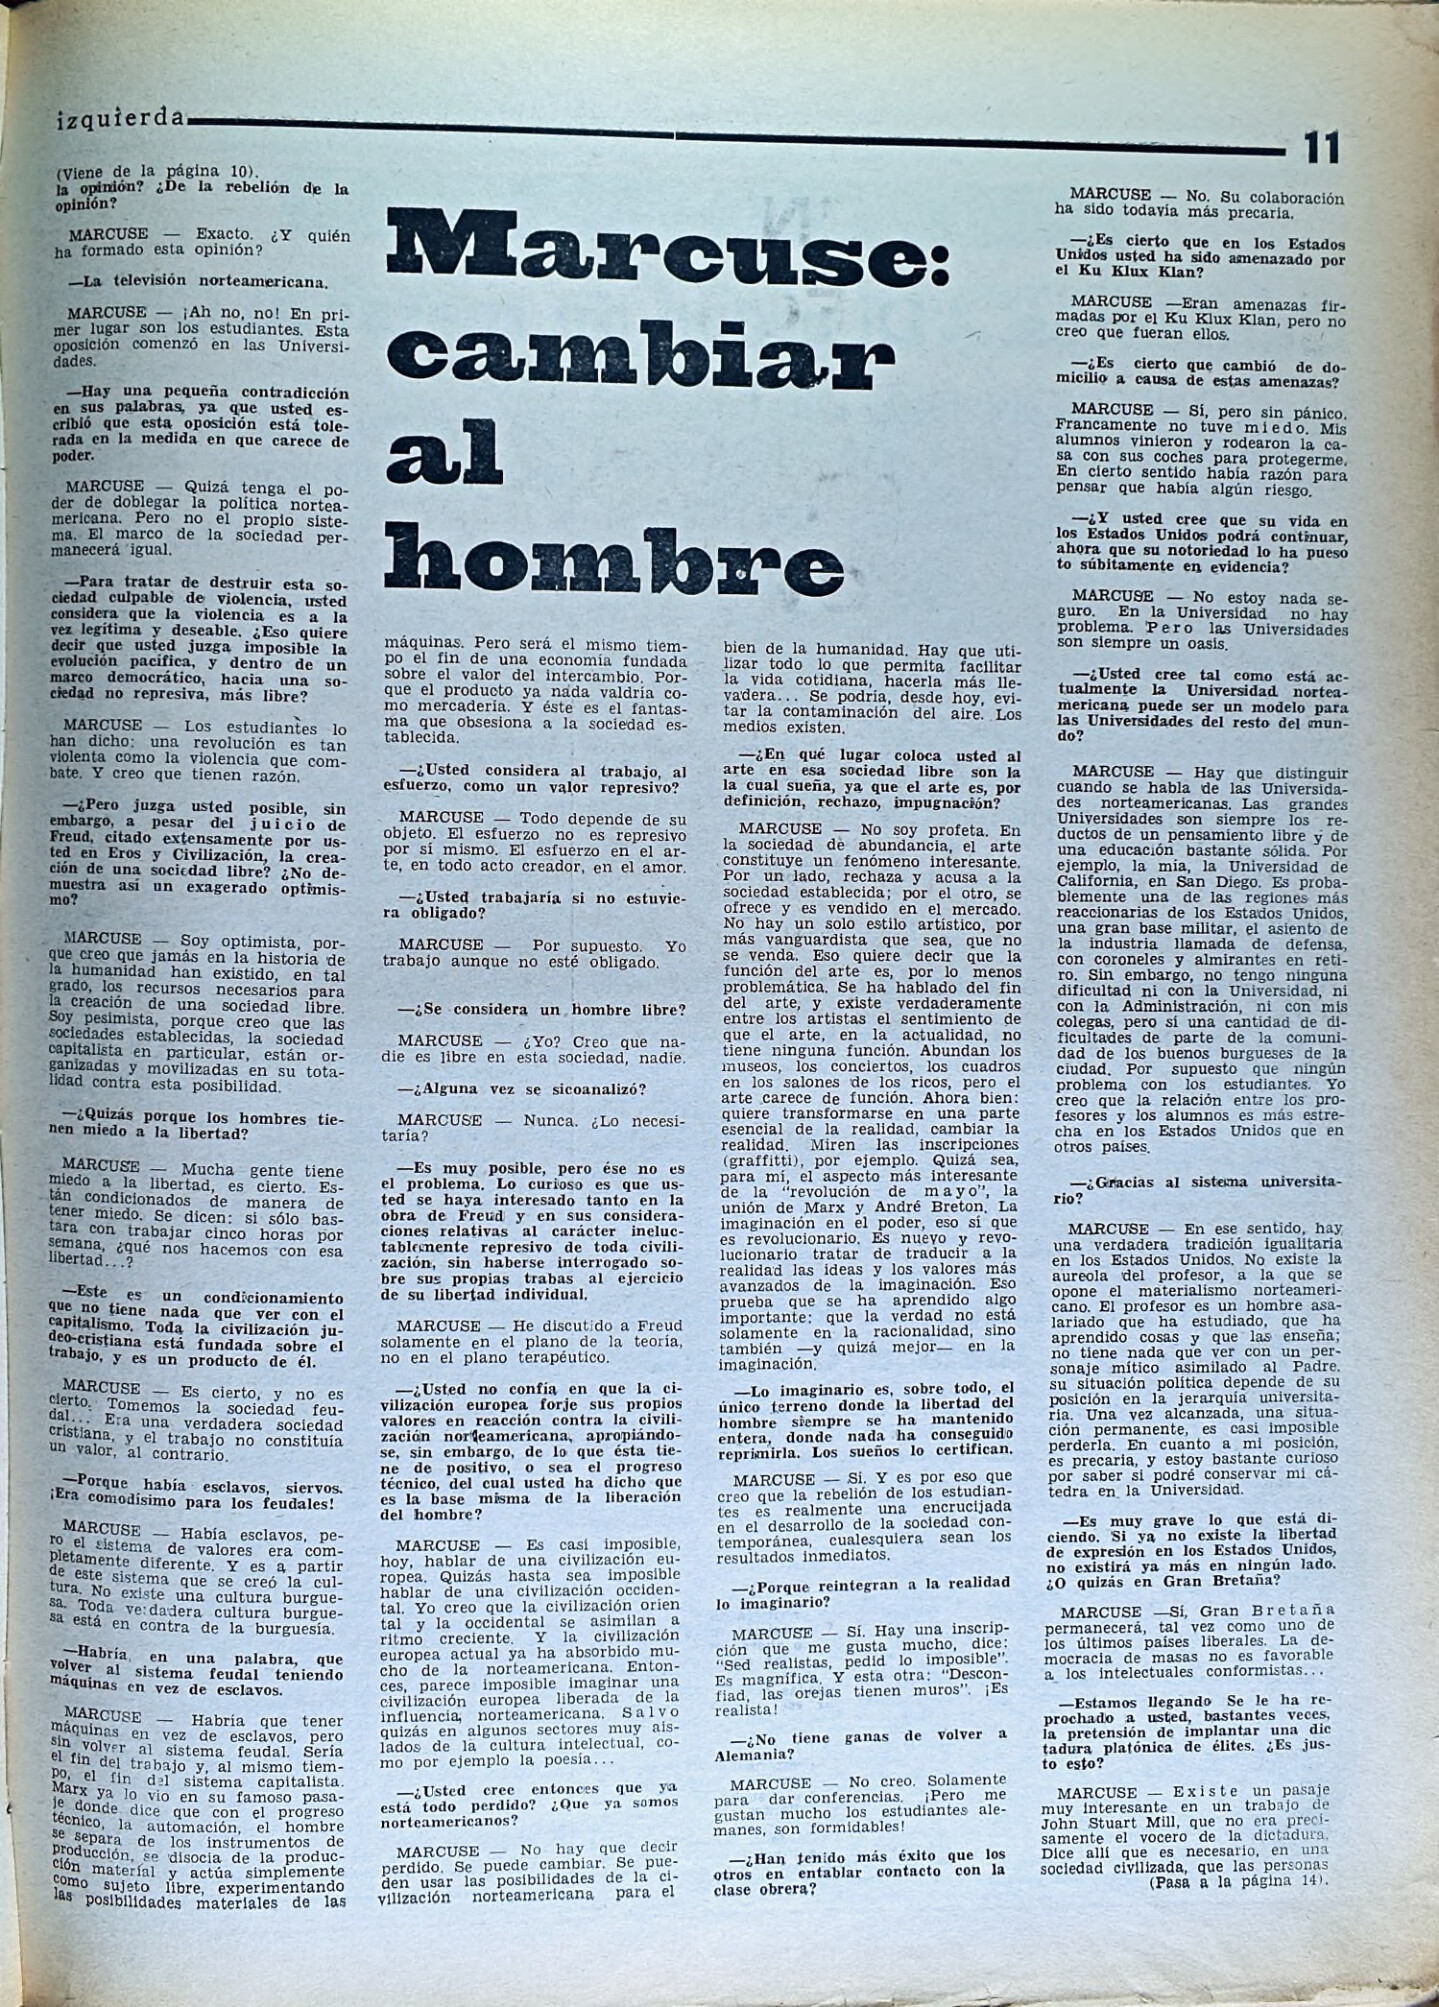 izquierda
11
(Viene de la página 10).
la opinión? ¿De la rebelión de la
opinión?
MARCUSE — Exacto. ¿Y quién
ha formado esta opinión?
—La televisión norteamericana.
MARCUSE — ¡Ah no, no! En pri-
mer lugar son los estudiantes. Esta
oposición comenzó en las Universi-
dades.
—Hay una pequeña contradicción
en sus palabras, ya que usted es-
cribió que esta oposición está tole-
rada en la medida en que carece de
poder.
MARCUSE — Quizá tenga el po-
der de doblegar la política nortea-
mericana. Pero no el propio siste-
ma. El marco de la sociedad per-
manecerá igual.
—Para tratar de destruir esta so-
ciedad culpable de violencia, usted
considera que la violencia es a la
vez legítima y deseable. ¿Eso quiere
decir que usted juzga imposible la
evolución pacífica, y dentro de un
marco democrático, hacia una so-
ciedad no represiva, más libre?
MARCUSE — Los estudiantes lo
han dicho: una revolución es tan
violenta como la violencia que com-
bate. Y creo que tienen razón.
—¿Pero juzga usted posible, sin
embargo, a pesar del juicio de
Freud, citado extensamente por us-
ted en Eros y Civilización, la crea-
ción de una sociedad libre? ¿No de-
muestra así un exagerado optimis-
mo?
MARCUSE — Soy optimista, por-
que creo que jamás en la historia de
la humanidad han existido, en tal
grado, los recursos necesarios para
la creación de una sociedad libre.
Soy pesimista, porque creo que las
sociedades establecidas, la sociedad
capitalista en particular, están or-
ganizadas y movilizadas en su tota-
lidad contra esta posibilidad.
—¿Quizás porque los hombres tie-
nen miedo a la libertad?
MARCUSE — Mucha gente tiene
miedo a la libertad, es cierto. Es-
tán condicionados de manera de
tener miedo. Se dicen: si sólo bas-
tara con trabajar cinco horas por
semana, ¿qué nos hacemos con esa
libertad...?
—Este es un condicionamiento
que no tiene nada que ver con el
capitalismo. Toda la civilización ju-
deo-cristiana está fundada sobre el
trabajo, y es un producto de él.
MARCUSE — Es cierto, y no es
cierto. Tomemos la sociedad feu-
dal... Era una verdadera sociedad
cristiana, y el trabajo no constituía
un valor, al contrario.
—Porque había esclavos, siervos.
¡Era comodísimo para los feudales!
MARCUSE — Había esclavos, pe-
ro el sistema de valores era com-
pletamente diferente. Y es a partir
de este sistema que se creó la cul-
tura. No existe una cultura burgue-
sa. Toda verdadera cultura burgue-
sa está en contra de la burguesía.
—Habría, en una palabra, que
volver al sistema feudal teniendo
máquinas en vez de esclavos.
MARCUSE — Habría que tener
máquinas en vez de esclavos, pero
sin volver al sistema feudal. Sería
el fin del trabajo y, al mismo tiem-
po, el fin del sistema capitalista.
Marx ya lo vio en su famoso pasa-
je donde dice que con el progreso
técnico, la automación, el hombre
se separa de los instrumentos de
producción, se disocia de la produc-
ción material y actúa simplemente
como sujeto libre, experimentando
las posibilidades materiales de las
Marcuse:
cambiar
al
hombre
máquinas. Pero será el mismo tiem-
po el fin de una economía fundada
sobre el valor del intercambio. Por-
que el producto ya nada valdría co-
mo mercadería. Y éste es el fantas-
ma que obsesiona a la sociedad es-
tablecida.
—¿Usted considera al trabajo, al
esfuerzo, como un valor represivo?
MARCUSE — Todo depende de su
objeto. El esfuerzo no es represivo
por sí mismo. El esfuerzo en el ar-
te, en todo acto creador, en el amor.
—¿Usted trabajaría si no estuvie-
ra obligado?
MARCUSE — Por supuesto. Yo
trabajo aunque no esté obligado.
—¿Se considera un hombre libre?
MARCUSE — ¿Yo? Creo que na-
die es libre en esta sociedad, nadie.
—¿Alguna vez se sicoanalizó?
MARCUSE — Nunca. ¿Lo necesi-
taría?
—Es muy posible, pero ése no es
el problema. Lo curioso es que us-
ted se haya interesado tanto en la
obra de Freud y en sus considera-
ciones relativas al carácter ineluc-
tablemente represivo de toda civili-
zación, sin haberse interrogado so-
bre sus propias trabas al ejercicio
de su libertad individual.
MARCUSE — He discutido a Freud
solamente en el plano de la teoría,
no en el plano terapéutico.
—¿Usted no confía en que la ci-
vilización europea forje sus propios
valores en reacción contra la civili-
zación norteamericana, apropiándo-
se, sin embargo, de lo que ésta tie-
ne de positivo, o sea el progreso
técnico, del cual usted ha dicho que
es la base misma de la liberación
del hombre?
MARCUSE — Es casi imposible,
hoy, hablar de una civilización eu-
ropea. Quizás hasta sea imposible
hablar de una civilización occiden-
tal. Yo creo que la civilización orien
tal y la occidental se asimilan a
ritmo creciente. Y la civilización
europea actual ya ha absorbido mu-
cho de la norteamericana. Enton-
ces, parece imposible imaginar una
civilización europea liberada de la
influencia norteamericana. Salvo
quizás en algunos sectores muy ais-
lados de la cultura intelectual, co-
mo por ejemplo la poesía...
—¿Usted cree entonces que ya
está todo perdido? ¿Que ya somos
norteamericanos?
MARCUSE — No hay que decir
perdido. Se puede cambiar. Se pue-
den usar las posibilidades de la ci-
vilización norteamericana para el
bien de la humanidad. Hay que uti-
lizar todo lo que permita facilitar
la vida cotidiana, hacerla más lle-
vadera... Se podría, desde hoy, evi-
tar la contaminación del aire. Los
medios existen.
—¿En qué lugar coloca usted al
arte en esa sociedad libre son la
la cual sueña, ya que el arte es, por
definición, rechazo, impugnación?
MARCUSE — No soy profeta. En
la sociedad de abundancia, el arte
constituye un fenómeno interesante.
Por un lado, rechaza y acusa a la
sociedad establecida; por el otro, se
ofrece y es vendido en el mercado.
No hay un solo estilo artístico, por
más vanguardista que sea, que no
se venda. Eso quiere decir que la
función del arte es, por lo menos
problemática. Se ha hablado del fin
del arte, y existe verdaderamente
entre los artistas el sentimiento de
que el arte, en la actualidad, no
tiene ninguna función. Abundan los
museos, los conciertos, los cuadros
en los salones de los ricos, pero el
arte carece de función. Ahora bien:
quiere transformarse en una parte
esencial de la realidad, cambiar la
realidad. Miren las inscripciones
(graffitti), por ejemplo. Quizá sea,
para mí, el aspecto más interesante
de la "revolución de mayo", la
unión de Marx y André Breton. La
imaginación en el poder, eso sí que
es revolucionario. Es nuevo y revo-
lucionario tratar de traducir a la
realidad las ideas y los valores más
avanzados de la imaginación. Eso
prueba que se ha aprendido algo
importante: que la verdad no está
solamente en la racionalidad, sino
también —y quizá mejor— en la
imaginación.
—Lo imaginario es, sobre todo, el
único terreno donde la libertad del
hombre siempre se ha mantenido
entera, donde nada ha conseguido
reprimirla. Los sueños lo certifican.
MARCUSE — Sí. Y es por eso que
creo que la rebelión de los estudian-
tes es realmente una encrucijada
en el desarrollo de la sociedad con-
temporánea, cualesquiera sean los
resultados inmediatos.
—¿Porque reintegran a la realidad
lo imaginario?
MARCUSE — Sí. Hay una inscrip-
ción que me gusta mucho, dice:
"Sed realistas, pedid lo imposible".
Es magnífica. Y esta otra: "Descon-
fiad, las orejas tienen muros". ¡Es
realista!
—¿No tiene ganas de volver a
Alemania?
MARCUSE — No creo. Solamente
para dar conferencias. ¡Pero me
gustan mucho los estudiantes ale-
manes, son formidables!
—¿Han tenido más éxito que los
otros en entablar contacto con la
clase obrera?
MARCUSE — No. Su colaboración
ha sido todavía más precaria.
—¿Es cierto que en los Estados
Unidos usted ha sido amenazado por
el Ku Klux Klan?
MARCUSE —Eran amenazas fir-
madas por el Ku Klux Klan, pero no
creo que fueran ellos.
—¿Es cierto que cambió de do-
micilio a causa de estas amenazas?
MARCUSE — Sí, pero sin pánico.
Francamente no tuve miedo. Mis
alumnos vinieron y rodearon la ca-
sa con sus coches para protegerme.
En cierto sentido había razón para
pensar que había algún riesgo.
—¿Y usted cree que su vida en
los Estados Unidos podrá continuar,
ahora que su notoriedad lo ha pueso
to súbitamente en evidencia?
MARCUSE — No estoy nada se-
guro. En la Universidad no hay
problema. Pero las Universidades
son siempre un oasis.
—¿Usted cree tal como está ac-
tualmente la Universidad nortea-
mericana puede ser un modelo para
las Universidades del resto del mun-
do?
MARCUSE — Hay que distinguir
cuando se habla de las Universida-
des norteamericanas. Las grandes
Universidades son siempre los re-
ductos de un pensamiento libre y de
una educación bastante sólida. Por
ejemplo, la mía, la Universidad de
California, en San Diego. Es proba-
blemente una de las regiones más
reaccionarias de los Estados Unidos,
una gran base militar, el asiento de
la industria llamada de defensa,
con coroneles y almirantes en reti-
ro. Sin embargo, no tengo ninguna
dificultad ni con la Universidad, ni
con la Administración, ni con mis
colegas, pero sí una cantidad de di-
ficultades de parte de la comuni-
dad de los buenos burgueses de la
ciudad. Por supuesto que ningún
problema con los estudiantes. Yo
creo que la relación entre los pro-
fesores y los alumnos es más estre-
cha en los Estados Unidos que en
otros países.
—¿Gracias al sistema universita-
rio?
MARCUSE — En ese sentido, hay
una verdadera tradición igualitaria
en los Estados Unidos. No existe la
aureola del profesor, a la que se
opone el materialismo norteameri-
cano. El profesor es un hombre asa-
lariado que ha estudiado, que ha
aprendido cosas y que las enseña;
no tiene nada que ver con un per-
sonaje mítico asimilado al Padre.
su situación política depende de su
posición en la jerarquía universita-
ria. Una vez alcanzada, una situa-
ción permanente, es casi imposible
perderla. En cuanto a mi posición,
es precaria, y estoy bastante curioso
por saber si podré conservar mi cá-
tedra en la Universidad.
—Es muy grave lo que está di-
ciendo. Si ya no existe la libertad
de expresión en los Estados Unidos,
no existirá ya más en ningún lado.
¿O quizás en Gran Bretaña?
MARCUSE —Sí, Gran Bretaña
permanecerá, tal vez como uno de
los últimos países liberales. La de-
mocracia de masas no es favorable
a los intelectuales conformistas...
—Estamos llegando Se le ha re-
prochado a usted, bastantes veces,
la pretensión de implantar una dic
tadura platónica de élites. ¿Es jus-
to esto?
MARCUSE — Existe un pasaje
muy interesante en un trabajo de
John Stuart Mill, que no era preci-
samente el vocero de la dictadura.
Dice allí que es necesario, en una
sociedad civilizada, que las personas
(Pasa a la página 14).